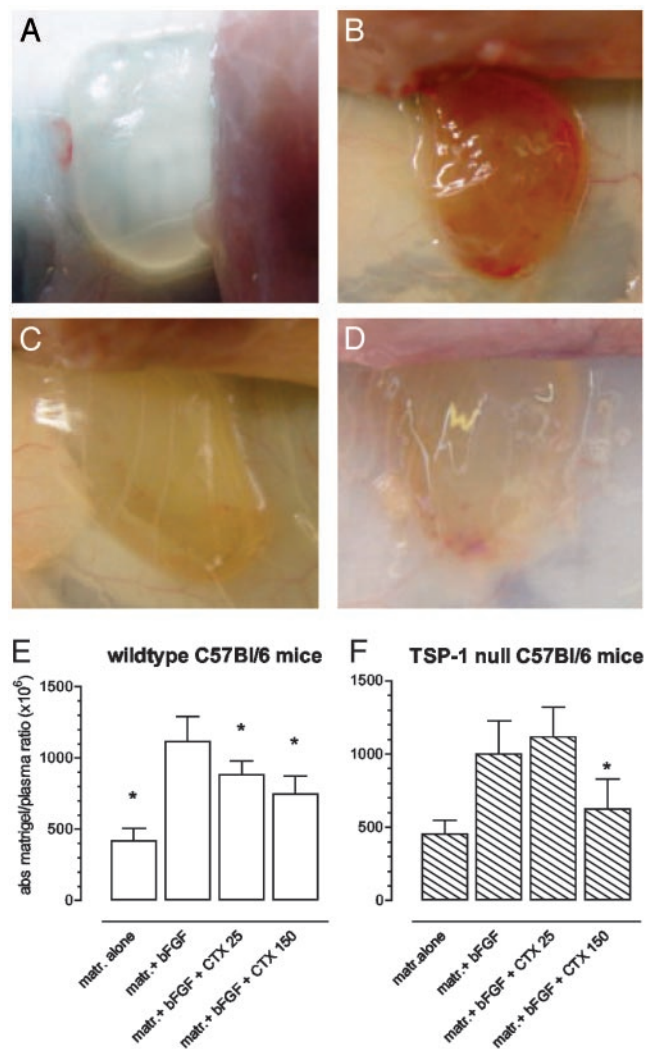 A
B
C
D
E wildtype C57Bl/6 mice
abs matrigel/plasma ratio (x10⁶)
1500
1000
500
0
*
*
*
matr. alone
matr.+ bFGF
matr.+ bFGF + CTX 25
matr.+ bFGF + CTX 150
F TSP-1 null C57Bl/6 mice
1500
1000
500
0
*
matr.alone
matr.+ bFGF
matr.+ bFGF + CTX 25
matr.+ bFGF + CTX 150